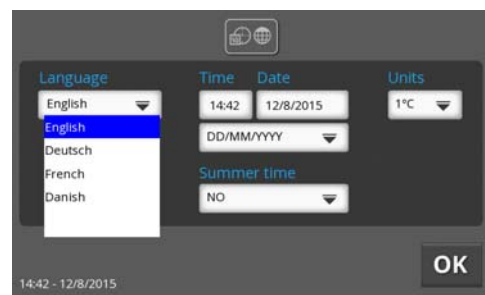 Language Time Date Units
English 14:42 12/8/2015 1°C
English
Deutsch
French
Danish
DD/MM/YYYY
Summer time
NO
OK
14:42 - 12/8/2015